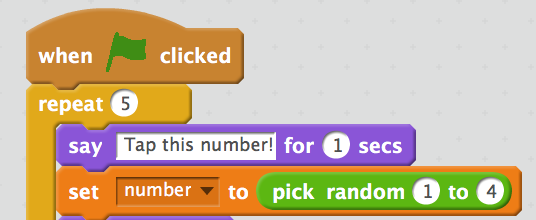 when clicked
repeat 5
say Tap this number! for 1 secs
set number to pick random 1 to 4